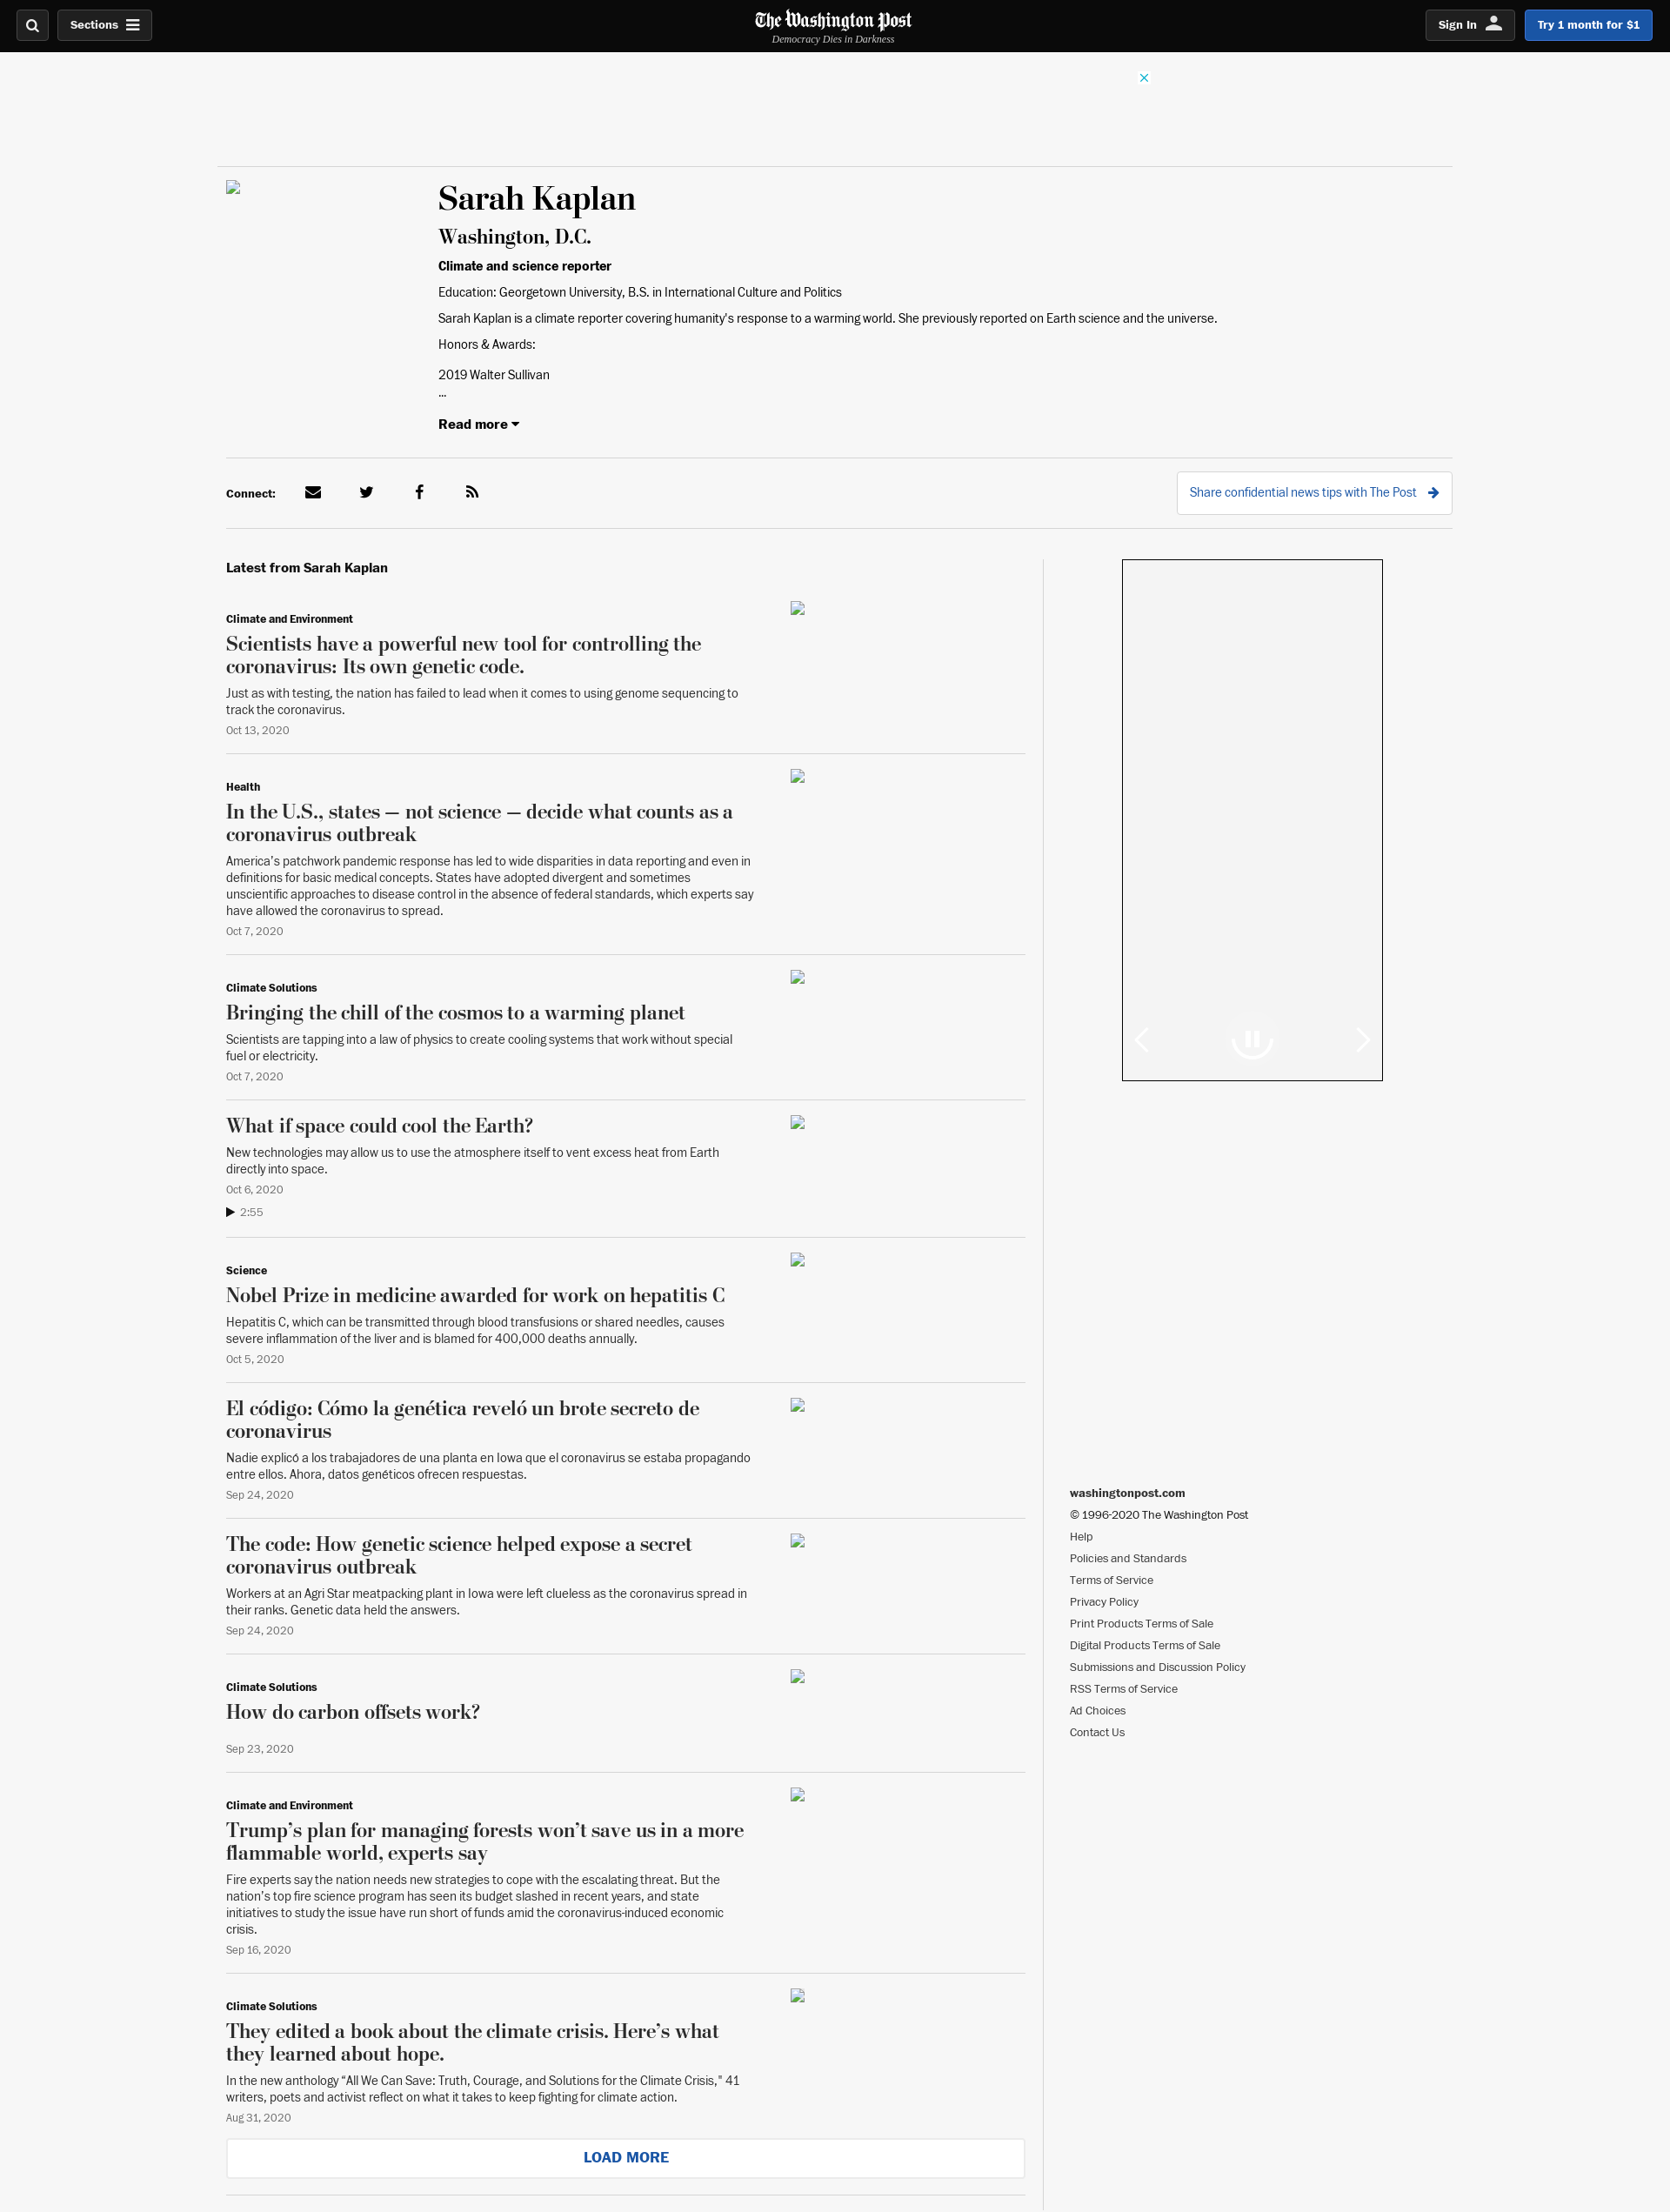 Sections
The Washington Post
Democracy Dies in Darkness
Sign In
Try 1 month for $1
Sarah Kaplan
Washington, D.C.
Climate and science reporter
Education: Georgetown University, B.S. in International Culture and Politics
Sarah Kaplan is a climate reporter covering humanity's response to a warming world. She previously reported on Earth science and the universe.
Honors & Awards:
2019 Walter Sullivan
...
Read more
Connect:
Share confidential news tips with The Post
Latest from Sarah Kaplan
Climate and Environment
Scientists have a powerful new tool for controlling the
coronavirus: Its own genetic code.
Just as with testing, the nation has failed to lead when it comes to using genome sequencing to
track the coronavirus.
Oct 13, 2020
Health
In the U.S., states — not science — decide what counts as a
coronavirus outbreak
America’s patchwork pandemic response has led to wide disparities in data reporting and even in
definitions for basic medical concepts. States have adopted divergent and sometimes
unscientific approaches to disease control in the absence of federal standards, which experts say
have allowed the coronavirus to spread.
Oct 7, 2020
Climate Solutions
Bringing the chill of the cosmos to a warming planet
Scientists are tapping into a law of physics to create cooling systems that work without special
fuel or electricity.
Oct 7, 2020
What if space could cool the Earth?
New technologies may allow us to use the atmosphere itself to vent excess heat from Earth
directly into space.
Oct 6, 2020
2:55
Science
Nobel Prize in medicine awarded for work on hepatitis C
Hepatitis C, which can be transmitted through blood transfusions or shared needles, causes
severe inflammation of the liver and is blamed for 400,000 deaths annually.
Oct 5, 2020
El código: Cómo la genética reveló un brote secreto de
coronavirus
Nadie explicó a los trabajadores de una planta en Iowa que el coronavirus se estaba propagando
entre ellos. Ahora, datos genéticos ofrecen respuestas.
Sep 24, 2020
The code: How genetic science helped expose a secret
coronavirus outbreak
Workers at an Agri Star meatpacking plant in Iowa were left clueless as the coronavirus spread in
their ranks. Genetic data held the answers.
Sep 24, 2020
Climate Solutions
How do carbon offsets work?
Sep 23, 2020
Climate and Environment
Trump’s plan for managing forests won’t save us in a more
flammable world, experts say
Fire experts say the nation needs new strategies to cope with the escalating threat. But the
nation’s top fire science program has seen its budget slashed in recent years, and state
initiatives to study the issue have run short of funds amid the coronavirus-induced economic
crisis.
Sep 16, 2020
Climate Solutions
They edited a book about the climate crisis. Here’s what
they learned about hope.
In the new anthology “All We Can Save: Truth, Courage, and Solutions for the Climate Crisis," 41
writers, poets and activist reflect on what it takes to keep fighting for climate action.
Aug 31, 2020
LOAD MORE
washingtonpost.com
© 1996-2020 The Washington Post
Help
Policies and Standards
Terms of Service
Privacy Policy
Print Products Terms of Sale
Digital Products Terms of Sale
Submissions and Discussion Policy
RSS Terms of Service
Ad Choices
Contact Us